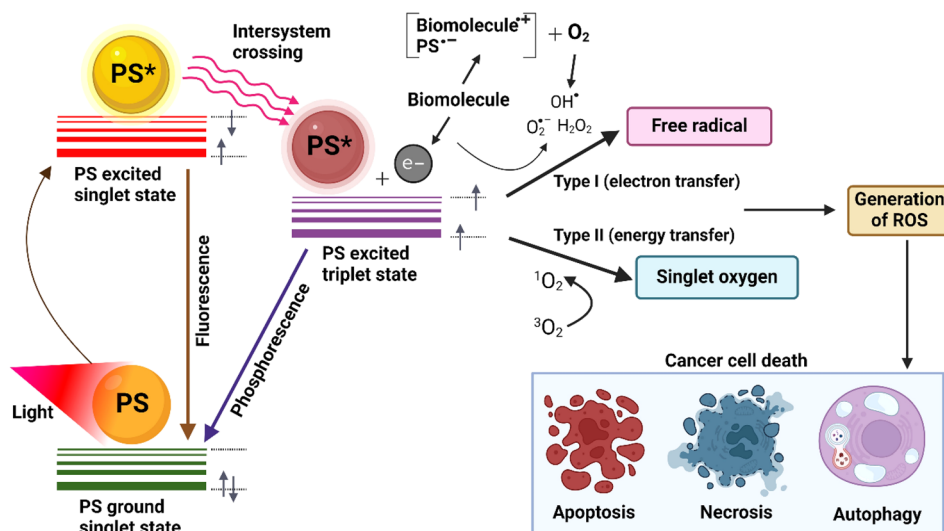 Intersystem
crossing
PS*
PS excited
singlet state
Biomolecule•+
PS•−
+ O₂
Biomolecule
OH•
O₂•− H₂O₂
PS*
+
e−
PS excited
triplet state
Free radical
Type I (electron transfer)
Type II (energy transfer)
Singlet oxygen
¹O₂
³O₂
Generation
of ROS
Fluorescence
Phosphorescence
Light
PS
PS ground
singlet state
Cancer cell death
Apoptosis
Necrosis
Autophagy